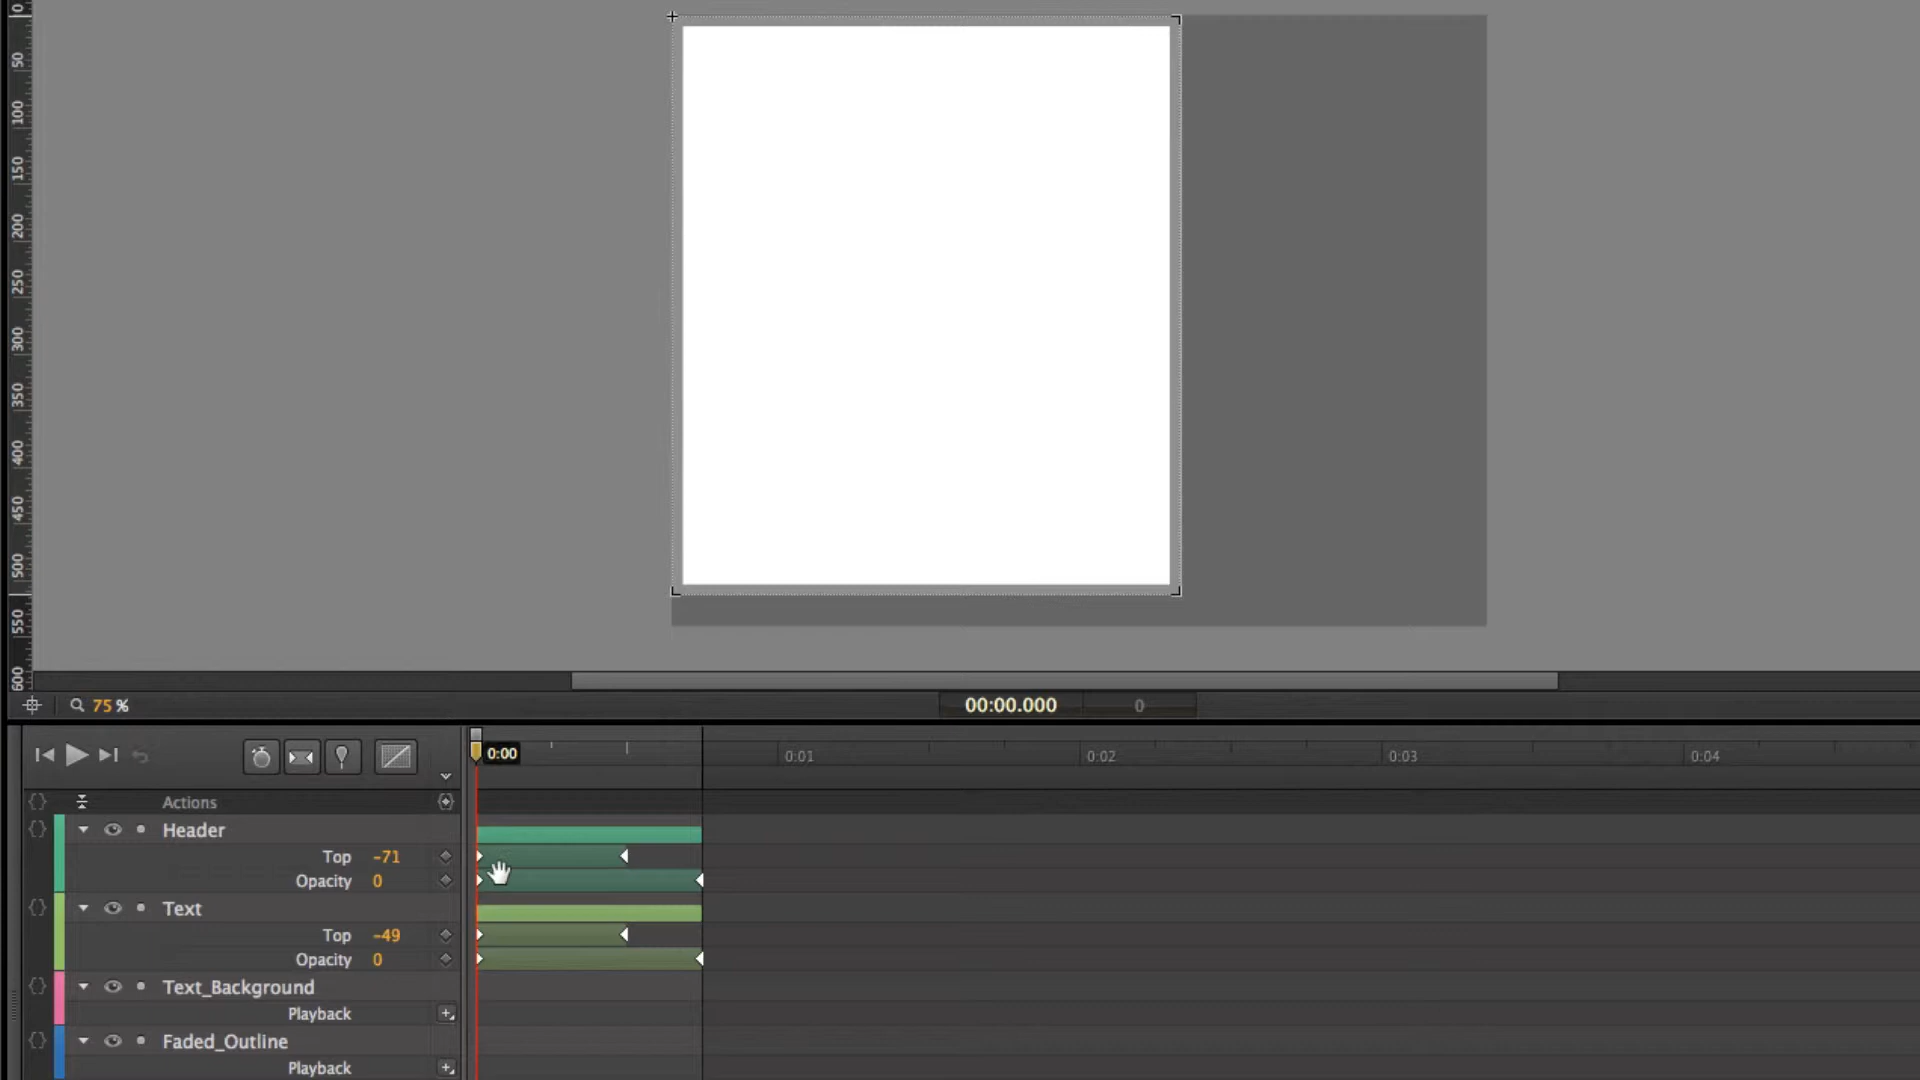 0
50
100
150
200
250
300
350
400
450
500
550
600
75 %
00:00.000
0
0:00
0:01
0:02
0:03
0:04
Actions
Header
Top -71
Opacity 0
Text
Top -49
Opacity 0
Text_Background
Playback
Faded_Outline
Playback